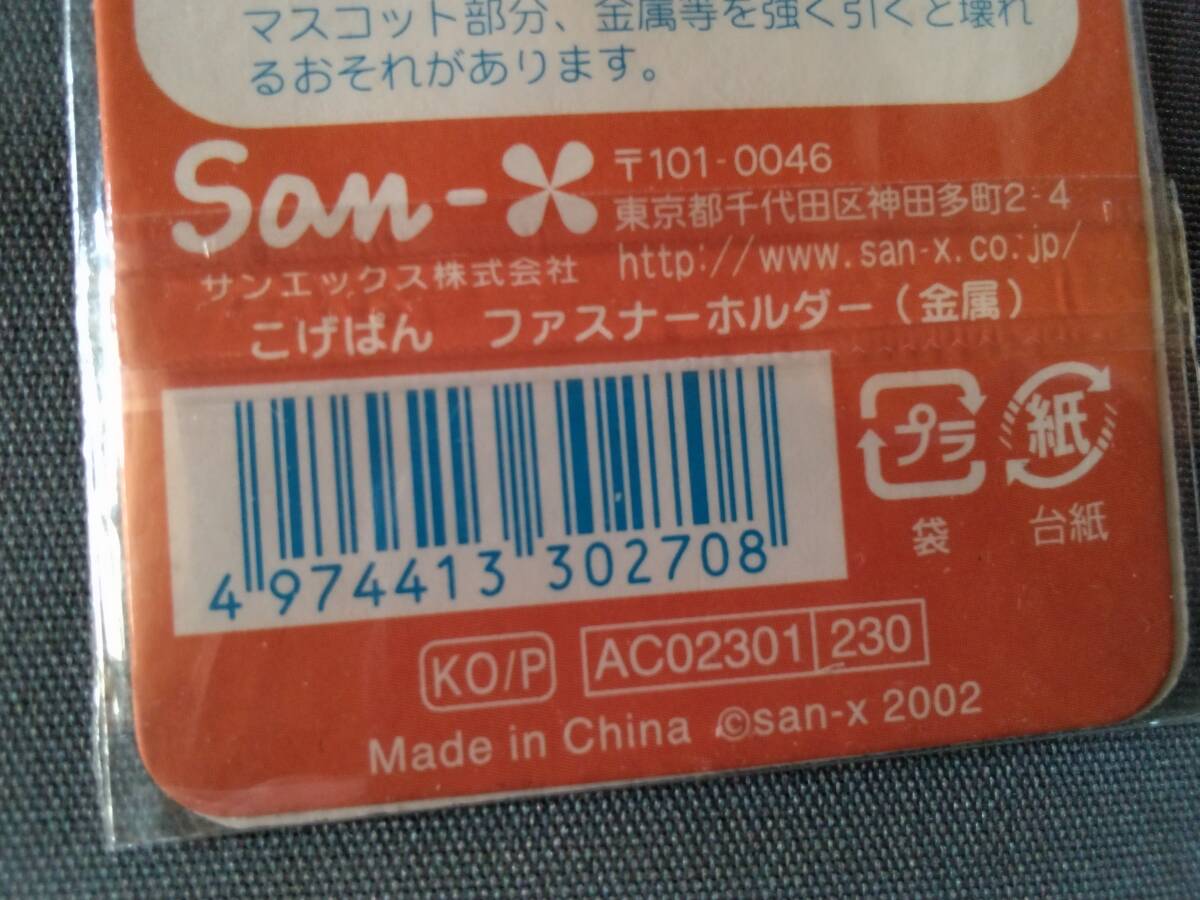 マスコット部分、金属等を強く引くと壊れ
るおそれがあります。
San-X
サンエックス株式会社
〒101-0046
東京都千代田区神田多町2-4
http://www.san-x.co.jp/
こげぱん ファスナーホルダー（金属）
4 974413 302708
プラ
袋
紙
台紙
KO/P
AC02301 230
Made in China ©san-x 2002